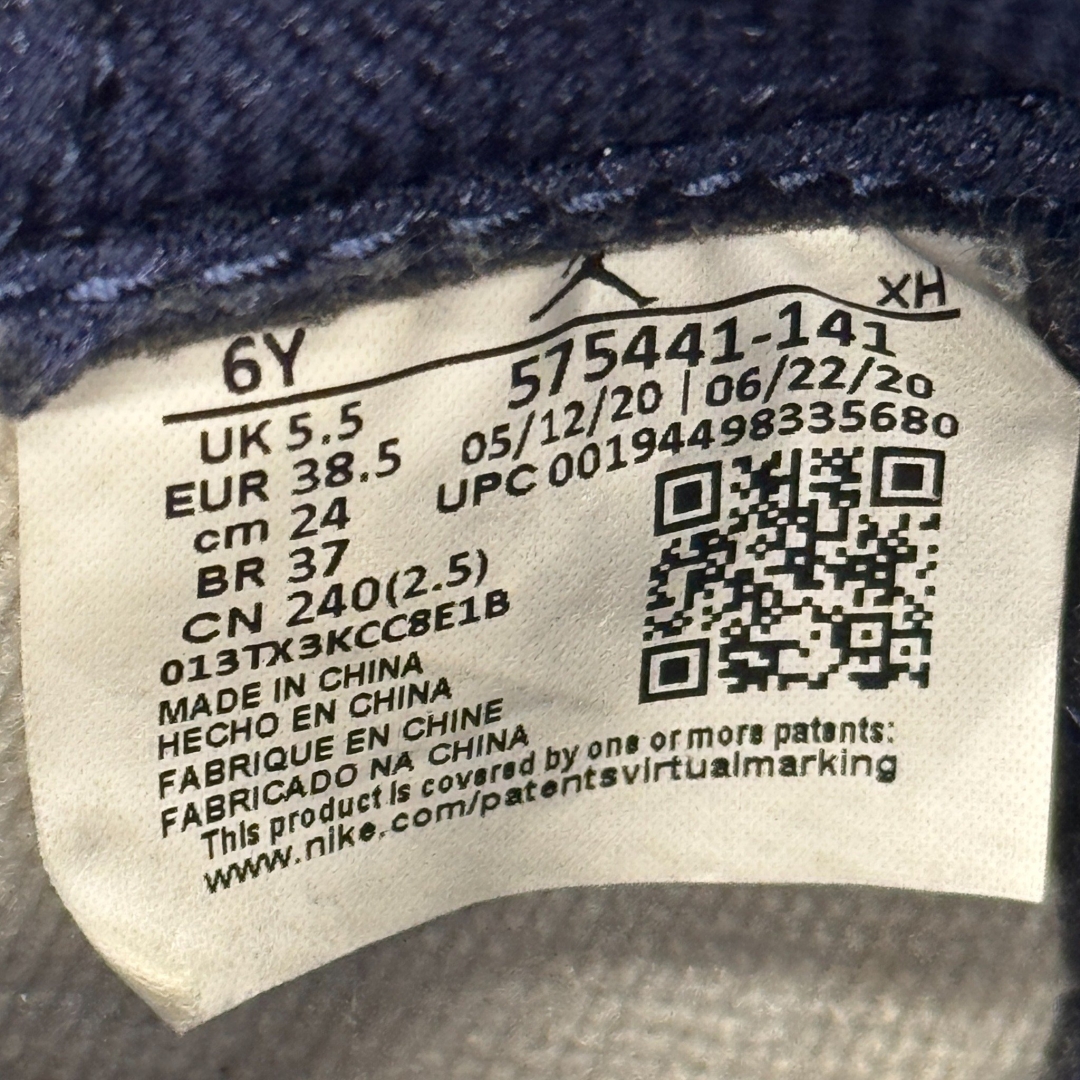 6Y
XH
UK 5.5
EUR 38.5
cm 24
BR 37
CN 240(2.5)
575441-141
05/12/20 | 06/22/20
UPC 00194498335680
013TX3KCC8E1B
MADE IN CHINA
HECHO EN CHINA
FABRIQUE EN CHINE
FABRICADO NA CHINA
This product is covered by one or more patents:
www.nike.com/patentsvirtualmarking